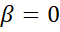 β = 0